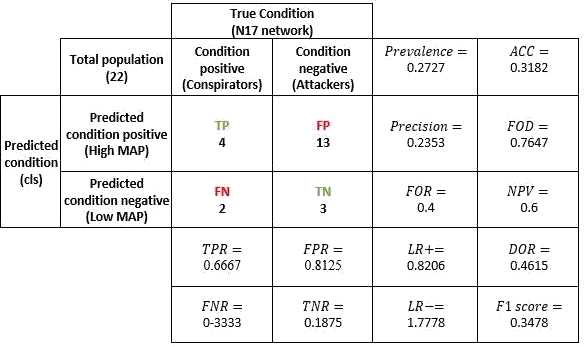 True Condition
(N17 network)
Total population
(22)
Condition
positive
(Conspirators)
Condition
negative
(Attackers)
Prevalence =
0.2727
ACC =
0.3182
Predicted
condition
(cls)
Predicted
condition positive
(High MAP)
TP
4
FP
13
Precision =
0.2353
FOD =
0.7647
Predicted
condition negative
(Low MAP)
FN
2
TN
3
FOR =
0.4
NPV =
0.6
TPR =
0.6667
FPR =
0.8125
LR+=
0.8206
DOR =
0.4615
FNR =
0-3333
TNR =
0.1875
LR−=
1.7778
F1 score =
0.3478